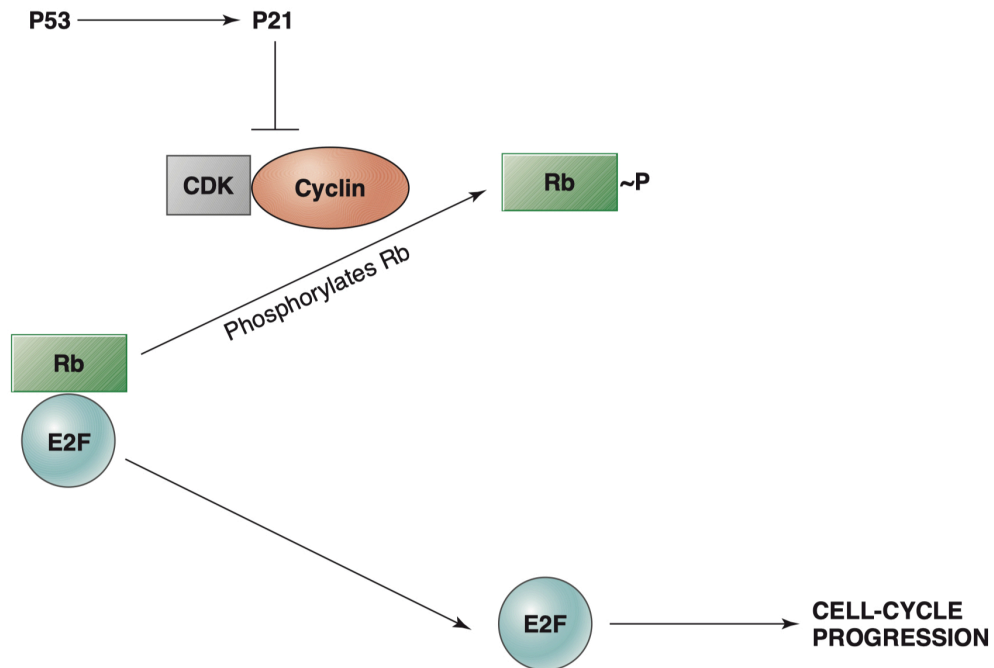 P53
P21
CDK
Cyclin
Rb
~P
Phosphorylates Rb
Rb
E2F
E2F
CELL-CYCLE
PROGRESSION